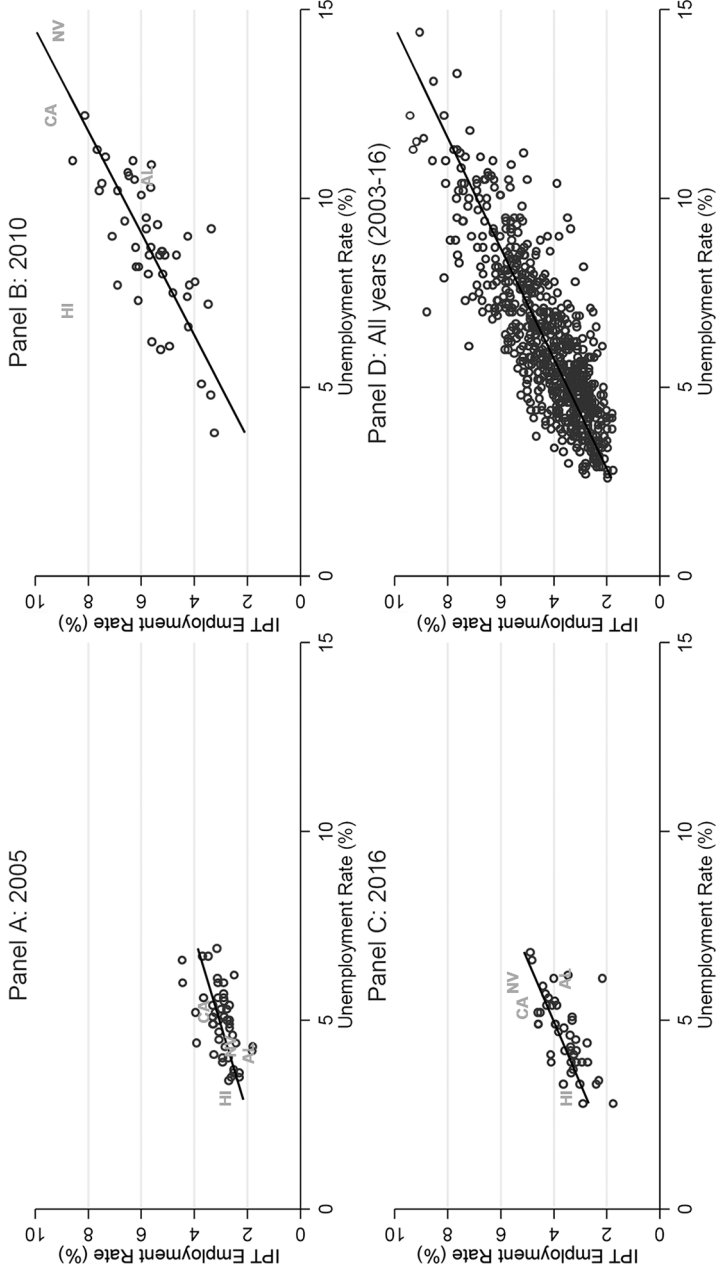 Panel A: 2005
IPT Employment Rate (%)
10
8
6
4
2
0
HI
CA
NV
AL
0
5
10
15
Unemployment Rate (%)
Panel B: 2010
IPT Employment Rate (%)
10
8
6
4
2
0
HI
CA
NV
AL
0
5
10
15
Unemployment Rate (%)
Panel C: 2016
IPT Employment Rate (%)
10
8
6
4
2
0
HI
CA
NV
AL
0
5
10
15
Unemployment Rate (%)
Panel D: All years (2003-16)
IPT Employment Rate (%)
10
8
6
4
2
0
0
5
10
15
Unemployment Rate (%)